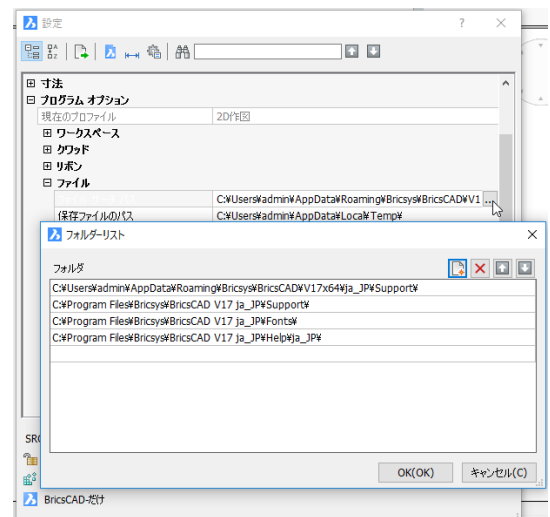 設定
寸法
プログラム オプション
現在のプロファイル 2D作図
ワークスペース
クワッド
リボン
ファイル
C:¥Users¥admin¥AppData¥Roaming¥Bricsys¥BricsCAD¥V1 ...
保存ファイルのパス C:¥Users¥admin¥AppData¥Local¥Temp¥
フォルダーリスト
フォルダ
C:¥Users¥admin¥AppData¥Roaming¥Bricsys¥BricsCAD¥V17x64¥ja_JP¥Support¥
C:¥Program Files¥Bricsys¥BricsCAD V17 ja_JP¥Support¥
C:¥Program Files¥Bricsys¥BricsCAD V17 ja_JP¥Fonts¥
C:¥Program Files¥Bricsys¥BricsCAD V17 ja_JP¥Help¥ja_JP¥
OK(OK) キャンセル(C)
BricsCAD-だけ